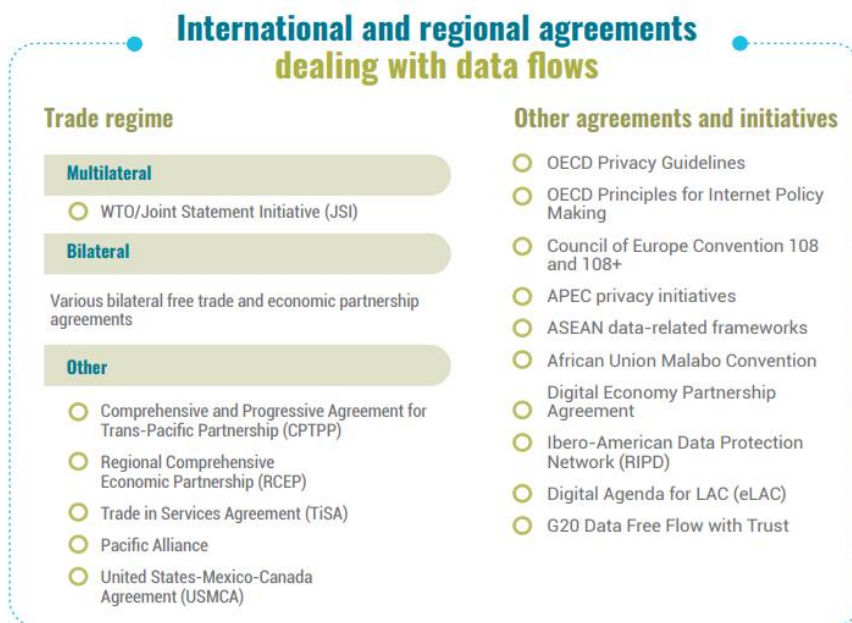 International and regional agreements
dealing with data flows
Trade regime
Multilateral
WTO/Joint Statement Initiative (JSI)
Bilateral
Various bilateral free trade and economic partnership
agreements
Other
Comprehensive and Progressive Agreement for
Trans-Pacific Partnership (CPTPP)
Regional Comprehensive
Economic Partnership (RCEP)
Trade in Services Agreement (TiSA)
Pacific Alliance
United States-Mexico-Canada
Agreement (USMCA)
Other agreements and initiatives
OECD Privacy Guidelines
OECD Principles for Internet Policy
Making
Council of Europe Convention 108
and 108+
APEC privacy initiatives
ASEAN data-related frameworks
African Union Malabo Convention
Digital Economy Partnership
Agreement
Ibero-American Data Protection
Network (RIPD)
Digital Agenda for LAC (eLAC)
G20 Data Free Flow with Trust